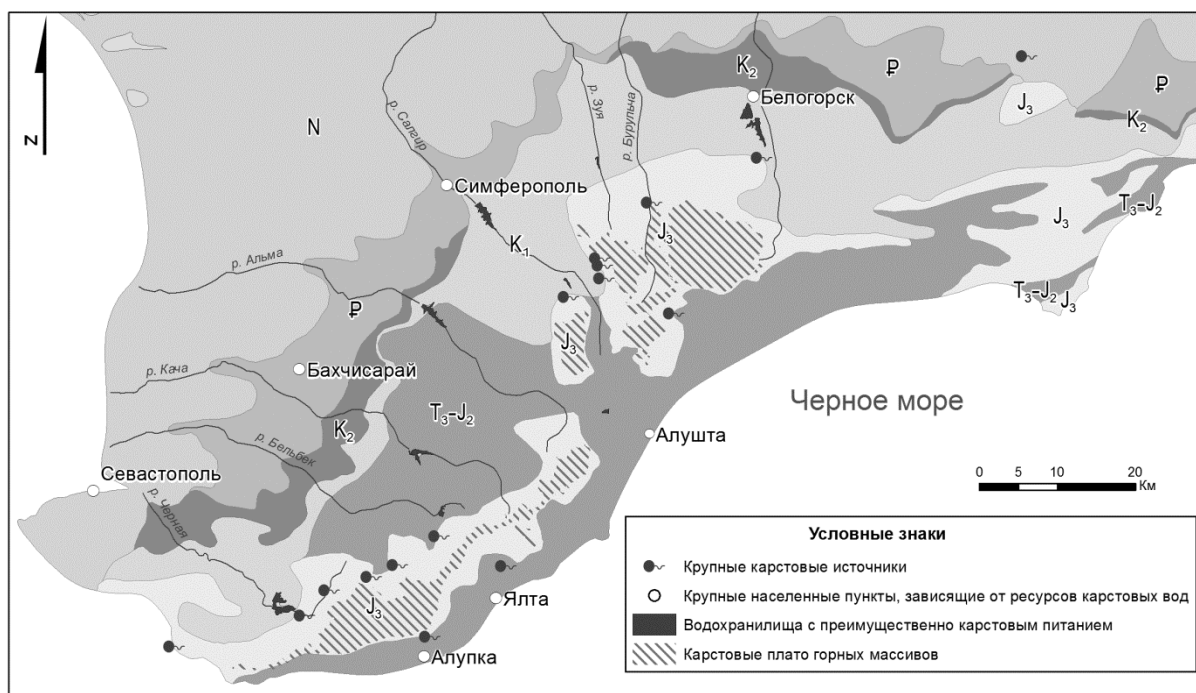 N
K₂
₽
₽
Белогорск
J₃
K₂
р. Салгир
р. Зуя
р. Бурульча
N
Симферополь
K₁
J₃
J₃
T₃-J₂
T₃-J₂
J₃
р. Альма
₽
J₃
Бахчисарай
р. Кача
T₃-J₂
K₂
р. Бельбек
Черное море
Алушта
Севастополь
р. Черная
0 5 10 20
Км
J₃
Ялта
Алупка
Условные знаки
Крупные карстовые источники
Крупные населенные пункты, зависящие от ресурсов карстовых вод
Водохранилища с преимущественно карстовым питанием
Карстовые плато горных массивов